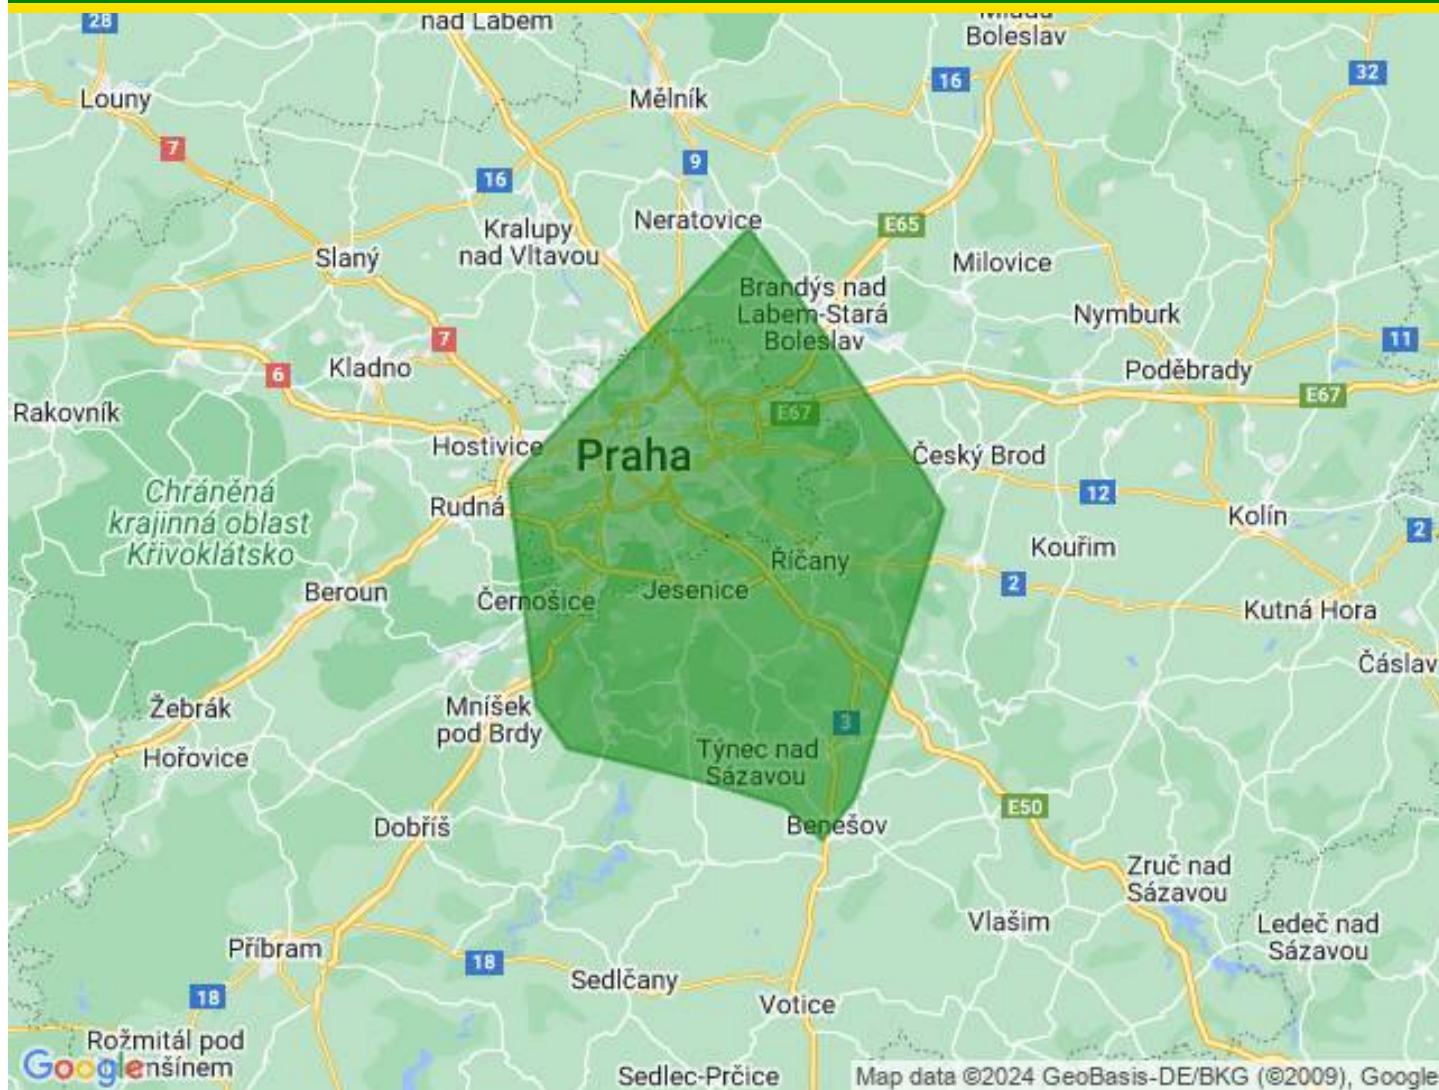 28
nad Labem
Mladá
Boleslav
16
32
Louny
Mělník
7
9
16
Neratovice
E65
Kralupy
nad Vltavou
Slaný
Milovice
Brandýs nad
Labem-Stará
Boleslav
Nymburk
7
11
Kladno
6
Poděbrady
E67
E67
Rakovník
Hostivice
Praha
Český Brod
Chráněná
krajinná oblast
Křivoklátsko
Rudná
12
Kolín
2
Kouřim
Říčany
Beroun
Černošice
Jesenice
2
Kutná Hora
Čáslav
Žebrák
Mníšek
pod Brdy
3
Hořovice
Týnec nad
Sázavou
E50
Dobříš
Benešov
Zruč nad
Sázavou
Vlašim
Ledeč nad
Sázavou
Příbram
18
Sedlčany
18
Votice
Rožmitál pod
Google
nšínem
Sedlec-Prčice
Map data ©2024 GeoBasis-DE/BKG (©2009), Google